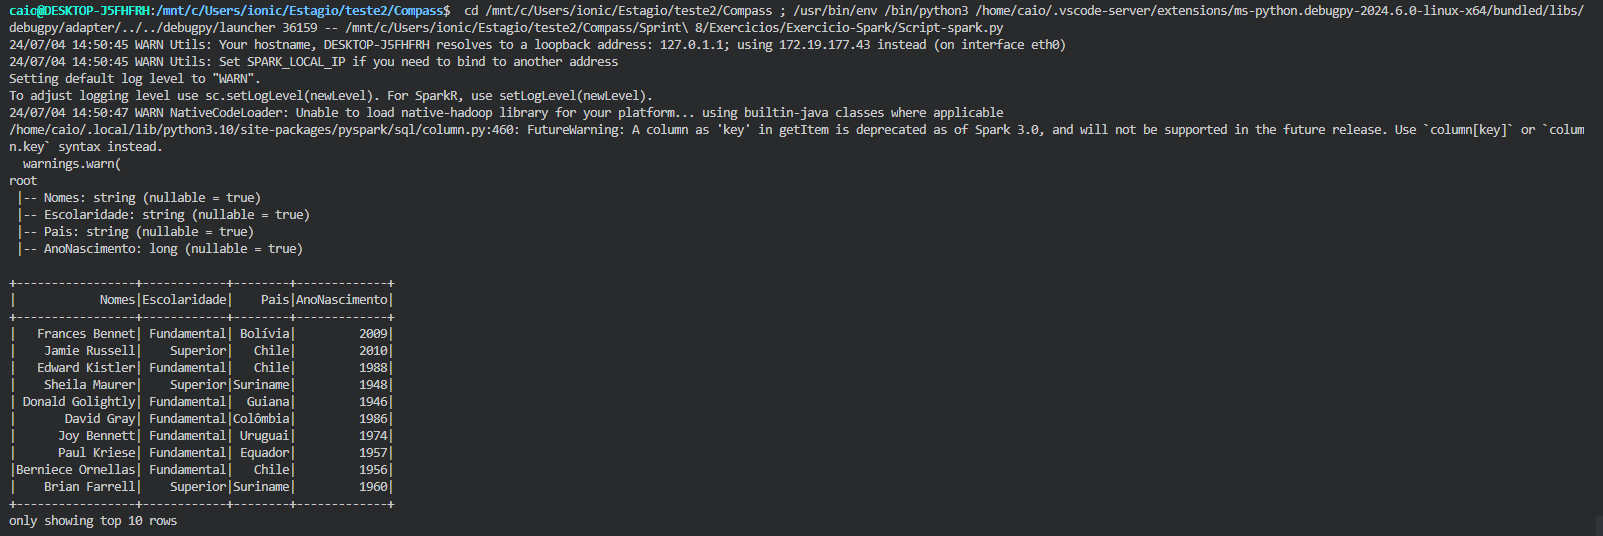 caio@DESKTOP-J5FHFRH:/mnt/c/Users/ionic/Estagio/teste2/Compass$  cd /mnt/c/Users/ionic/Estagio/teste2/Compass ; /usr/bin/env /bin/python3 /home/caio/.vscode-server/extensions/ms-python.debugpy-2024.6.0-linux-x64/bundled/libs/
debugpy/adapter/../../debugpy/launcher 36159 -- /mnt/c/Users/ionic/Estagio/teste2/Compass/Sprint\ 8/Exercicios/Exercicio-Spark/Script-spark.py
24/07/04 14:50:45 WARN Utils: Your hostname, DESKTOP-J5FHFRH resolves to a loopback address: 127.0.1.1; using 172.19.177.43 instead (on interface eth0)
24/07/04 14:50:45 WARN Utils: Set SPARK_LOCAL_IP if you need to bind to another address
Setting default log level to "WARN".
To adjust logging level use sc.setLogLevel(newLevel). For SparkR, use setLogLevel(newLevel).
24/07/04 14:50:47 WARN NativeCodeLoader: Unable to load native-hadoop library for your platform... using builtin-java classes where applicable
/home/caio/.local/lib/python3.10/site-packages/pyspark/sql/column.py:460: FutureWarning: A column as 'key' in getItem is deprecated as of Spark 3.0, and will not be supported in the future release. Use `column[key]` or `colum
n.key` syntax instead.
  warnings.warn(
root
 |-- Nomes: string (nullable = true)
 |-- Escolaridade: string (nullable = true)
 |-- Pais: string (nullable = true)
 |-- AnoNascimento: long (nullable = true)

+-----------------+------------+--------+-------------+
|            Nomes|Escolaridade|    Pais|AnoNascimento|
+-----------------+------------+--------+-------------+
|   Frances Bennet| Fundamental| Bolívia|         2009|
|    Jamie Russell|    Superior|   Chile|         2010|
|   Edward Kistler| Fundamental|   Chile|         1988|
|    Sheila Maurer|    Superior|Suriname|         1948|
| Donald Golightly| Fundamental|  Guiana|         1946|
|       David Gray| Fundamental|Colômbia|         1986|
|      Joy Bennett| Fundamental| Uruguai|         1974|
|      Paul Kriese| Fundamental| Equador|         1957|
|Berniece Ornellas| Fundamental|   Chile|         1956|
|    Brian Farrell|    Superior|Suriname|         1960|
+-----------------+------------+--------+-------------+
only showing top 10 rows